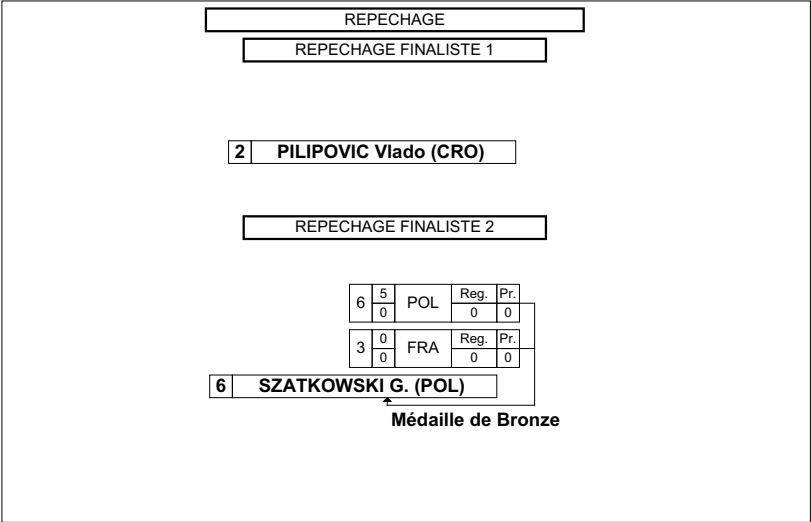 REPECHAGE
REPECHAGE FINALISTE 1
2 PILIPOVIC Vlado (CRO)
REPECHAGE FINALISTE 2
6 5 POL Reg. Pr.
0 0 0
3 0 FRA Reg. Pr.
0 0 0
6 SZATKOWSKI G. (POL)
Médaille de Bronze